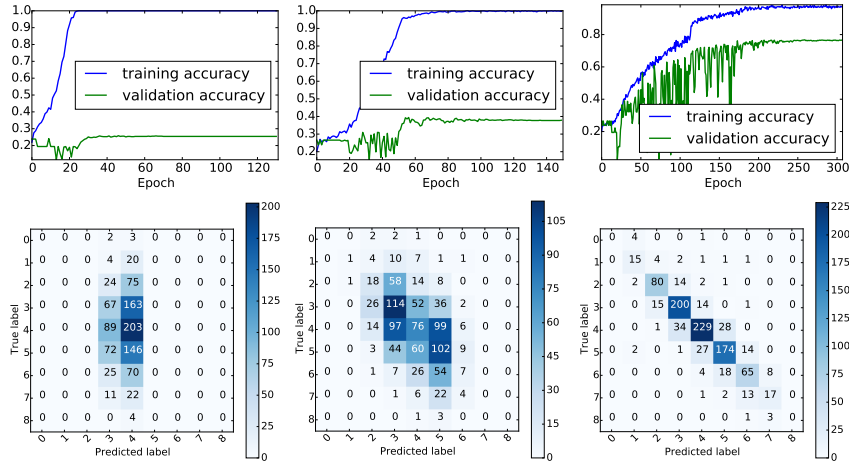 1.0
0.9
0.8
0.7
0.6
0.5
0.4
0.3
0.2
training accuracy
validation accuracy
0 20 40 60 80 100 120
Epoch
1.0
0.9
0.8
0.7
0.6
0.5
0.4
0.3
0.2
training accuracy
validation accuracy
0 20 40 60 80 100 120 140
Epoch
0.8
0.6
0.4
0.2
training accuracy
validation accuracy
0 50 100 150 200 250 300
Epoch
True label
0 0 0 0 2 3 0 0 0 0
1 0 0 0 4 20 0 0 0 0
2 0 0 0 24 75 0 0 0 0
3 0 0 0 67 163 0 0 0 0
4 0 0 0 89 203 0 0 0 0
5 0 0 0 72 146 0 0 0 0
6 0 0 0 25 70 0 0 0 0
7 0 0 0 11 22 0 0 0 0
8 0 0 0 0 4 0 0 0 0
0 1 2 3 4 5 6 7 8
Predicted label
200
175
150
125
100
75
50
25
0
True label
0 0 0 2 2 1 0 0 0 0
1 0 1 4 10 7 1 0 0 0
2 0 1 18 58 14 8 0 0 0
3 0 0 26 114 52 36 2 0 0
4 0 0 14 97 76 99 6 0 0
5 0 0 3 44 60 102 9 0 0
6 0 0 1 7 26 54 7 0 0
7 0 0 0 1 6 22 4 0 0
8 0 0 0 0 1 3 0 0 0
0 1 2 3 4 5 6 7 8
Predicted label
105
90
75
60
45
30
15
0
True label
0 0 4 0 0 1 0 0 0 0
1 0 15 4 2 1 1 0 0 0
2 0 2 80 14 2 1 0 0 0
3 0 0 15 200 14 0 1 0 0
4 0 0 1 34 229 28 0 0 0
5 0 2 0 1 27 174 14 0 0
6 0 0 0 0 4 18 65 8 0
7 0 0 0 0 1 2 13 17 0
8 0 0 0 0 0 0 1 3 0
0 1 2 3 4 5 6 7 8
Predicted label
225
200
175
150
125
100
75
50
25
0